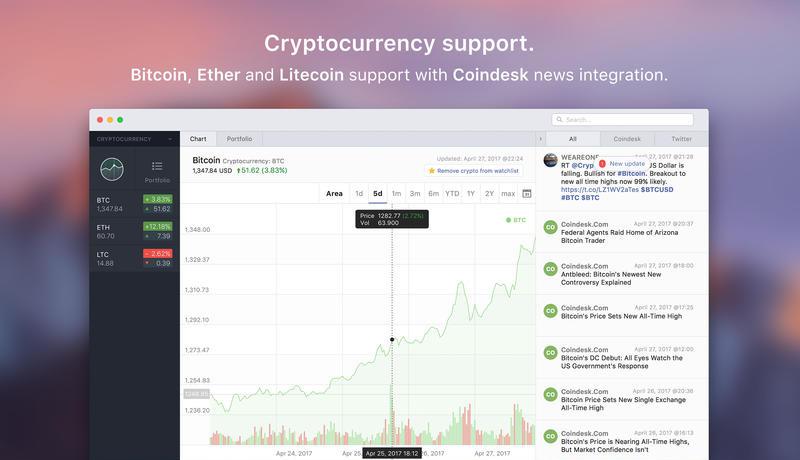 Cryptocurrency support.
Bitcoin, Ether and Litecoin support with Coindesk news integration.
Search...
CRYPTOCURRENCY
Portfolio
BTC + 3.83%
1,347.84 + 51.62
ETH +12.18%
60.70 + 7.39
LTC - 2.62%
14.88 0.39
Chart Portfolio
Bitcoin Cryptocurrency: BTC
Updated: April 27, 2017 @22:24
1,347.84 USD 51.62 (3.83%)
Remove crypto from watchlist
Area 1d 5d 1m 3m 6m YTD 1Y 2Y max
Price 1282.77 (2.72%)
Vol 63.900
BTC
1,348.00
1,329.37
1,310.73
1,292.10
1,273.47
1,254.83
1,236.20
Apr 24, 2017 Apr 25, Apr 25, 2017 18:12 26, 2017 Apr 27, 2017
All Coindesk Twitter
WEAREONE April 27, 2017 @21:28
New update
RT @Cryp US Dollar is
falling. Bullish for #Bitcoin. Breakout to
new all time highs now 99% likely.
https://t.co/LZ1WV2aTes $BTCUSD
#BTC $BTC
CO Coindesk.Com April 27, 2017 @20:37
Federal Agents Raid Home of Arizona
Bitcoin Trader
CO Coindesk.Com April 27, 2017 @18:00
Antbleed: Bitcoin's Newest New
Controversy Explained
CO Coindesk.Com April 27, 2017 @17:25
Bitcoin's Price Sets New All-Time High
CO Coindesk.Com April 27, 2017 @12:00
Bitcoin's DC Debut: All Eyes Watch the
US Government's Response
CO Coindesk.Com April 26, 2017 @20:36
Bitcoin Price Sets New Single Exchange
All-Time High
CO Coindesk.Com April 26, 2017 @16:13
Bitcoin's Price is Nearing All-Time Highs,
But Market Confidence Isn't